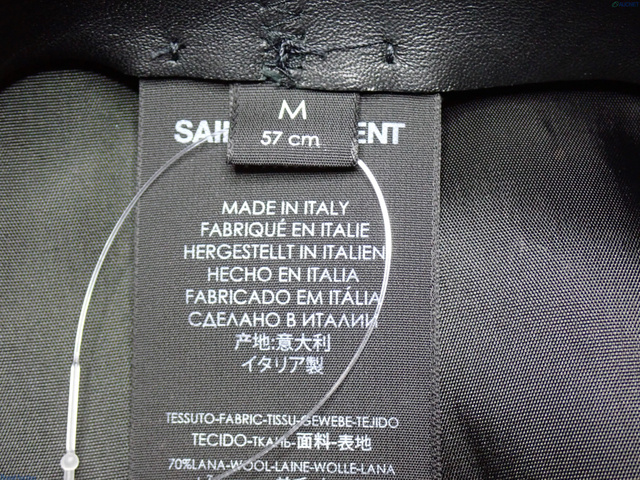 M
57 cm
MADE IN ITALY
FABRIQUÉ EN ITALIE
HERGESTELLT IN ITALIEN
HECHO EN ITALIA
FABRICADO EM ITÁLIA
СДЕЛАНО В ИТАЛИИ
产地:意大利
イタリア製
TESSUTO-FABRIC-TISSU-GEWEBE-TEJIDO
TECIDO-ТКАНЬ-面料-表地
70%LANA-WOOL-LAINE-WOLLE-LANA